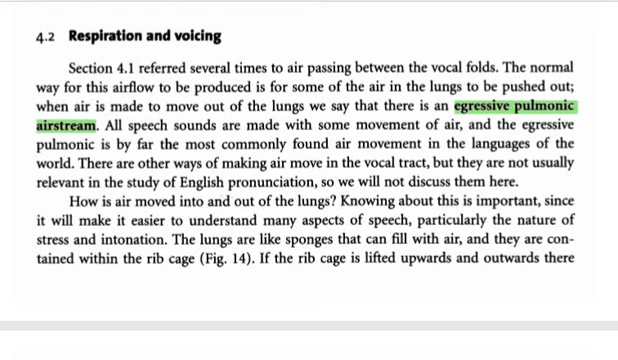 4.2 Respiration and voicing
Section 4.1 referred several times to air passing between the vocal folds. The normal
way for this airflow to be produced is for some of the air in the lungs to be pushed out;
when air is made to move out of the lungs we say that there is an egressive pulmonic
airstream. All speech sounds are made with some movement of air, and the egressive
pulmonic is by far the most commonly found air movement in the languages of the
world. There are other ways of making air move in the vocal tract, but they are not usually
relevant in the study of English pronunciation, so we will not discuss them here.
How is air moved into and out of the lungs? Knowing about this is important, since
it will make it easier to understand many aspects of speech, particularly the nature of
stress and intonation. The lungs are like sponges that can fill with air, and they are con-
tained within the rib cage (Fig. 14). If the rib cage is lifted upwards and outwards there